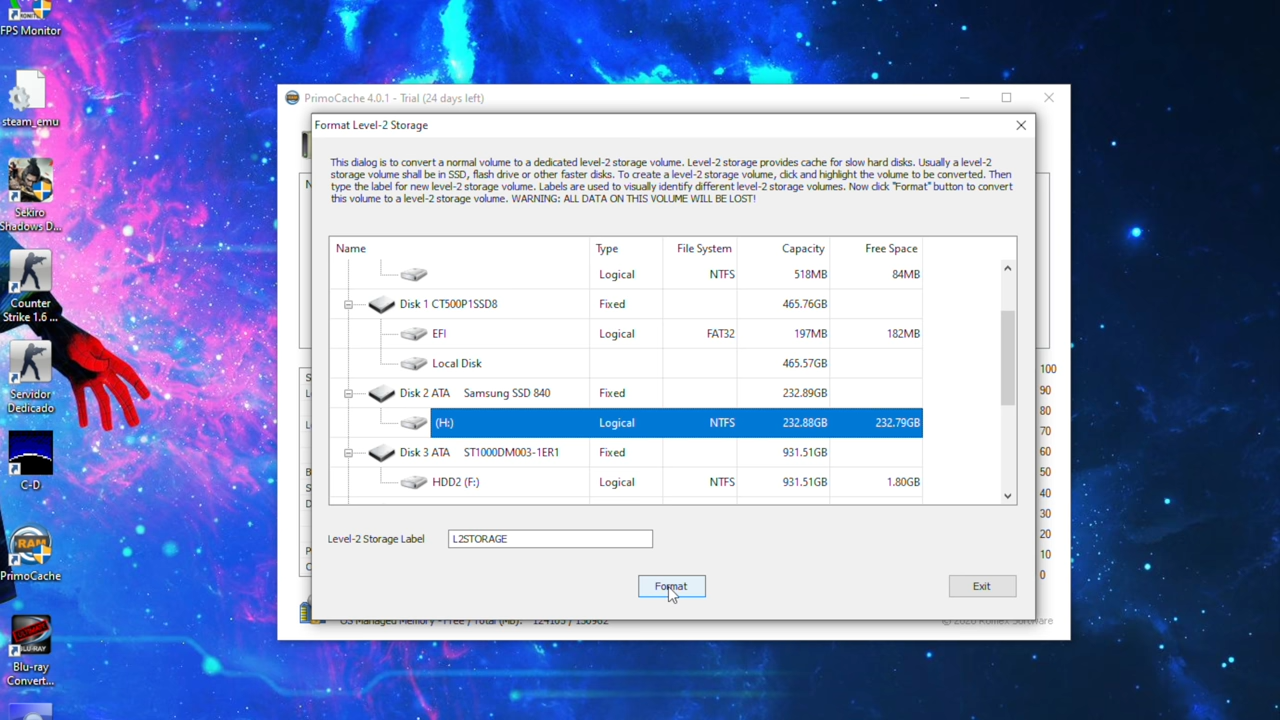 FPS Monitor
steam_emu
Sekiro
Shadows D...
Counter
Strike 1.6 ...
Servidor
Dedicado
C-D
RAM
PrimoCache
BLU-RAY
Blu-ray
Convert...
PrimoCache 4.0.1 - Trial (24 days left)
Format Level-2 Storage
This dialog is to convert a normal volume to a dedicated level-2 storage volume. Level-2 storage provides cache for slow hard disks. Usually a level-2
storage volume shall be in SSD, flash drive or other faster disks. To create a level-2 storage volume, click and highlight the volume to be converted. Then
type the label for new level-2 storage volume. Labels are used to visually identify different level-2 storage volumes. Now click "Format" button to convert
this volume to a level-2 storage volume. WARNING: ALL DATA ON THIS VOLUME WILL BE LOST!
Name Type File System Capacity Free Space
Logical NTFS 518MB 84MB
Disk 1 CT500P1SSD8 Fixed 465.76GB
EFI Logical FAT32 197MB 182MB
Local Disk 465.57GB
Disk 2 ATA Samsung SSD 840 Fixed 232.89GB
(H:) Logical NTFS 232.88GB 232.79GB
Disk 3 ATA ST1000DM003-1ER1 Fixed 931.51GB
HDD2 (F:) Logical NTFS 931.51GB 1.80GB
Level-2 Storage Label L2STORAGE
Format Exit
100
90
80
70
60
50
40
30
20
10
0
OS Managed Memory - Free / Total (Mb):